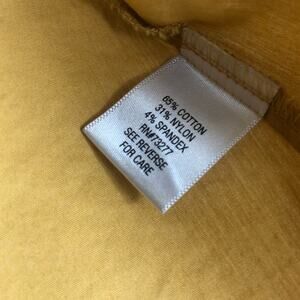 65% COTTON
31% NYLON
4% SPANDEX
RN#73277
SEE REVERSE
FOR CARE